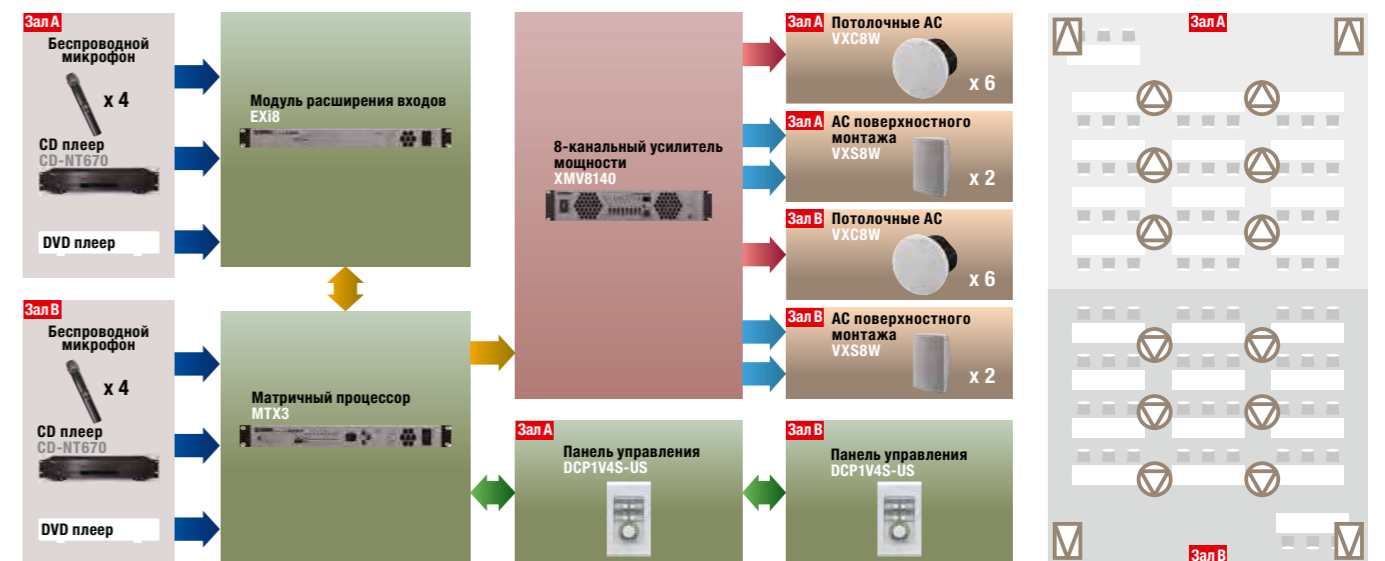 Зал А
Беспроводной
микрофон
x 4
CD плеер
CD-NT670
DVD плеер
Зал В
Беспроводной
микрофон
x 4
CD плеер
CD-NT670
DVD плеер
Модуль расширения входов
EXi8
Матричный процессор
MTX3
8-канальный усилитель
мощности
XMV8140
Зал А
Потолочные АС
VXC8W
x 6
Зал А
АС поверхностного
монтажа
VXS8W
x 2
Зал В
Потолочные АС
VXC8W
x 6
Зал В
АС поверхностного
монтажа
VXS8W
x 2
Зал А
Панель управления
DCP1V4S-US
Зал В
Панель управления
DCP1V4S-US
Зал А
Зал В